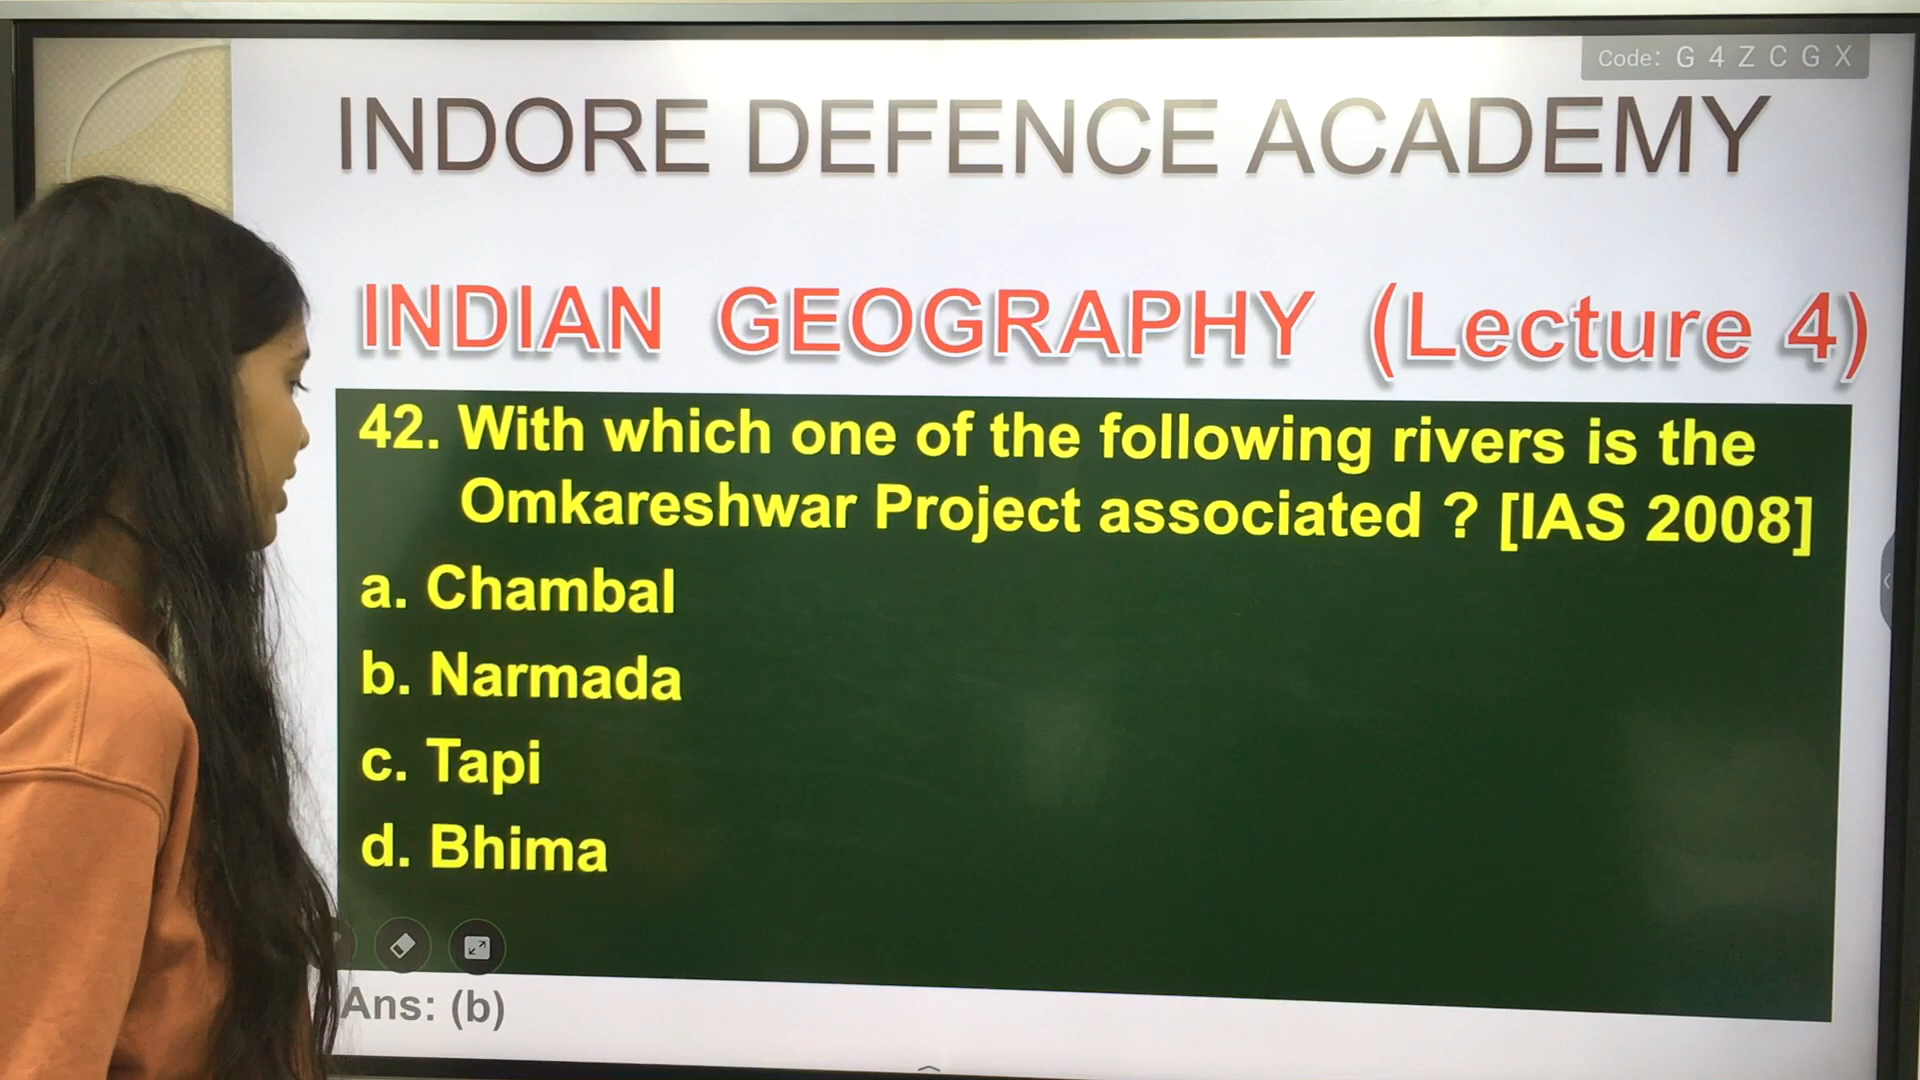 Code: G 4 Z C G X
INDORE DEFENCE ACADEMY
INDIAN GEOGRAPHY (Lecture 4)
42. With which one of the following rivers is the
Omkareshwar Project associated ? [IAS 2008]
a. Chambal
b. Narmada
c. Tapi
d. Bhima
Ans: (b)